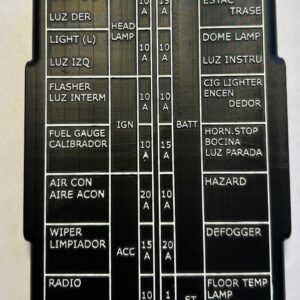 ESTAC
LUZ DER
HEAD
LAMP
10
A
15
A
TRASE
LIGHT (L)
LUZ IZQ
10
A
10
A
DOME LAMP
LUZ INSTRU
FLASHER
LUZ INTERM
10
A
10
A
CIG LIGHTER
ENCEN
DEDOR
IGN
BATT
FUEL GAUGE
CALIBRADOR
10
A
15
A
HORN.STOP
BOCINA
LUZ PARADA
AIR CON
AIRE ACON
20
A
10
A
HAZARD
WIPER
LIMPIADOR
ACC
15
A
20
A
DEFOGGER
RADIO
10
ST
FLOOR TEMP
LAMP